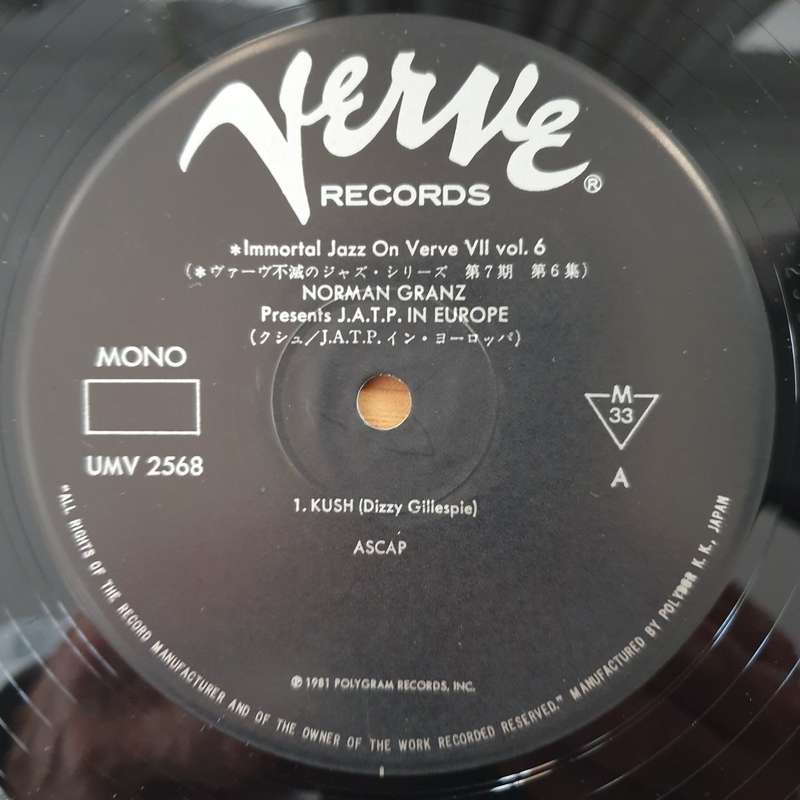 VERVE
RECORDS ®
*Immortal Jazz On Verve VII vol. 6
(*ヴァーヴ不滅のジャズ・シリーズ 第7期 第6集)
NORMAN GRANZ
Presents J.A.T.P. IN EUROPE
(クシュ/J.A.T.P. イン・ヨーロッパ)
MONO
UMV 2568
M
33
A
1. KUSH (Dizzy Gillespie)
ASCAP
℗ 1981 POLYGRAM RECORDS, INC.
"ALL RIGHTS OF THE RECORD MANUFACTURER AND OF THE OWNER OF THE WORK RECORDED RESERVED." MANUFACTURED BY POLYDOR K. K., JAPAN